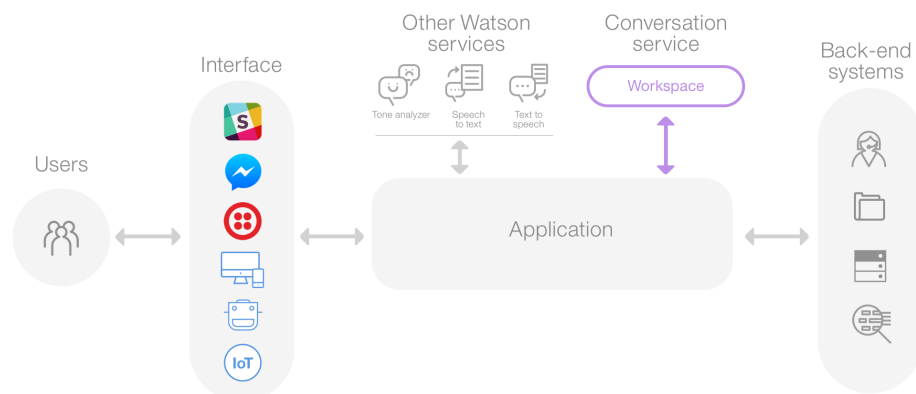 Other Watson
services
Conversation
service
Back-end
systems
Interface
Workspace
Tone analyzer
Speech
to text
Text to
speech
S
Users
Application
IoT